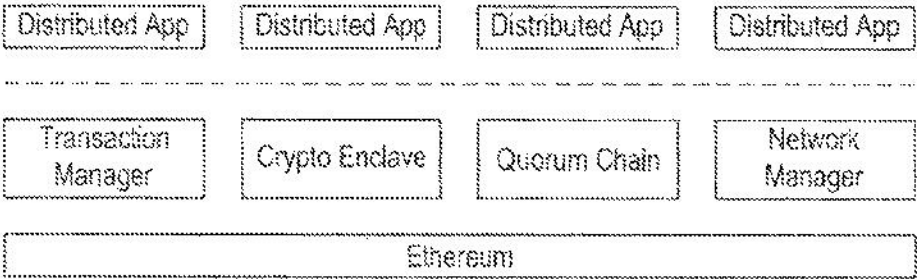 Distributed App Distributed App Distributed App Distributed App
Transaction Manager
Crypto Enclave
Quorum Chain
Network Manager
Ethereum